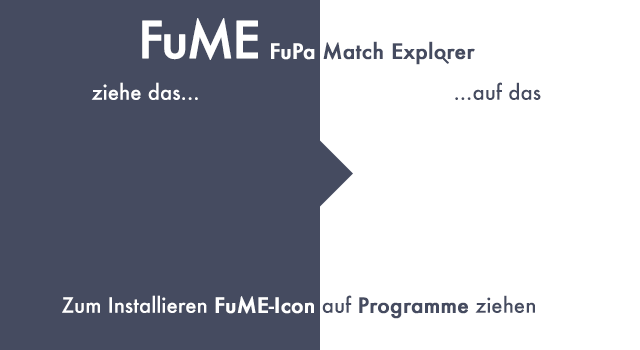 FuME FuPa Match Explorer
ziehe das... ...auf das
Zum Installieren FuME-Icon auf Programme ziehen